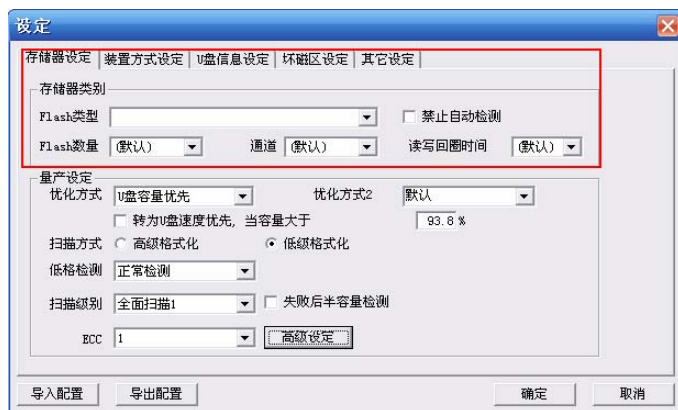 设定
存储器设定 装置方式设定 U盘信息设定 坏磁区设定 其它设定
存储器类别
Flash类型 禁止自动检测
Flash数量 (默认) 通道 (默认) 读写回圈时间 (默认)
量产设定
优化方式 U盘容量优先 优化方式2 默认
转为U盘速度优先，当容量大于 93.8 %
扫描方式 高级格式化 低级格式化
低格检测 正常检测
扫描级别 全面扫描1 失败后半容量检测
ECC 1 高级设定
导入配置 导出配置 确定 取消